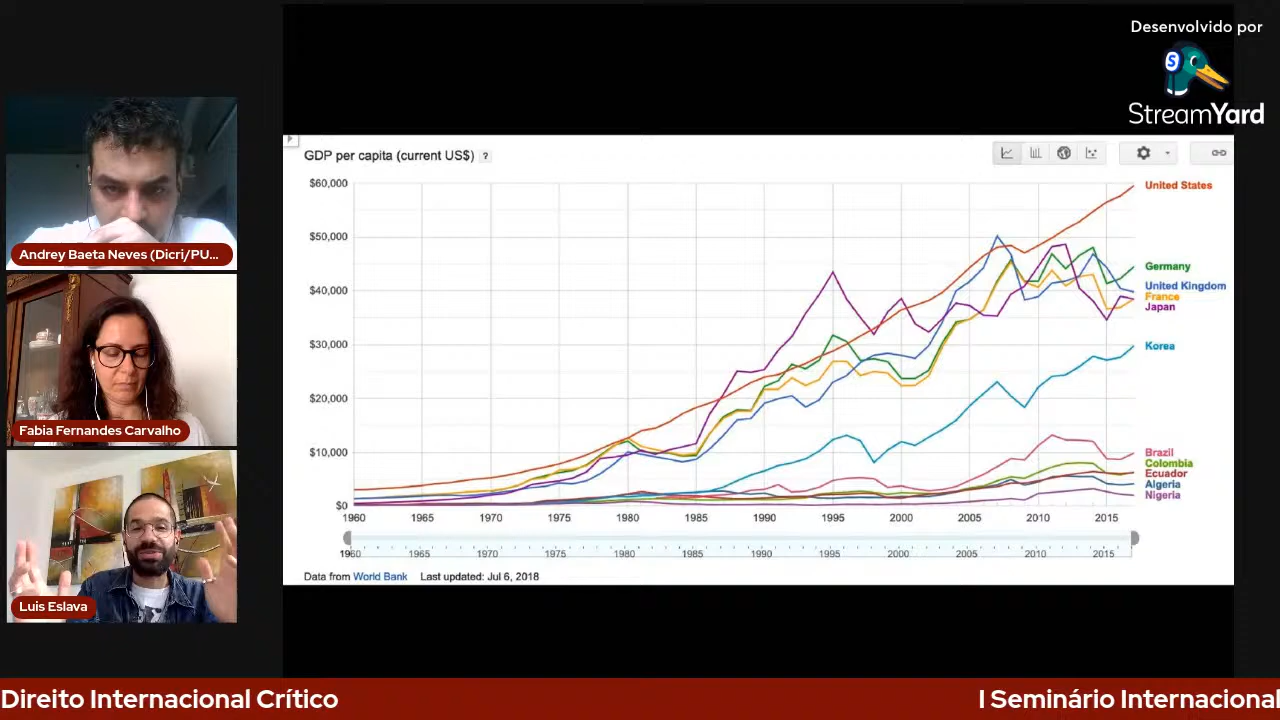 Desenvolvido por
StreamYard
Andrey Baeta Neves (Dicri/PU...
Fabia Fernandes Carvalho
Luis Eslava
GDP per capita (current US$) ?
$60,000
$50,000
$40,000
$30,000
$20,000
$10,000
$0
United States
Germany
United Kingdom
France
Japan
Korea
Brazil
Colombia
Ecuador
Algeria
Nigeria
1960 1965 1970 1975 1980 1985 1990 1995 2000 2005 2010 2015
1960 1965 1970 1975 1980 1985 1990 1995 2000 2005 2010 2015
Data from World Bank Last updated: Jul 6, 2018
Direito Internacional Crítico
I Seminário Internacional